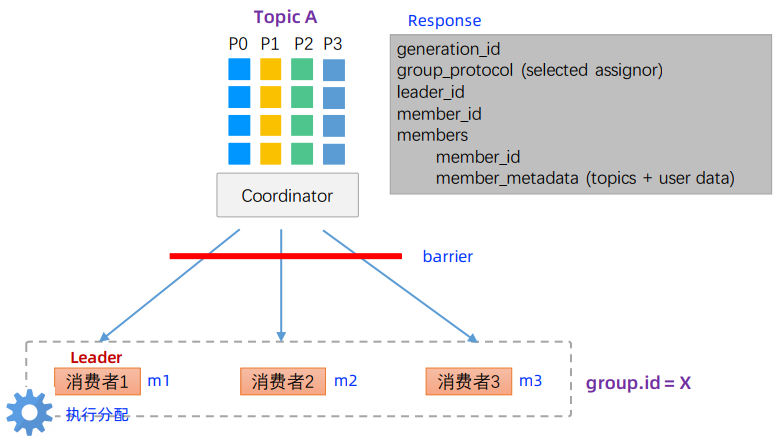 Topic A
P0 P1 P2 P3
Response
generation_id
group_protocol (selected assignor)
leader_id
member_id
members
member_id
member_metadata (topics + user data)
Coordinator
barrier
Leader
消费者1 m1 消费者2 m2 消费者3 m3
group.id = X
执行分配